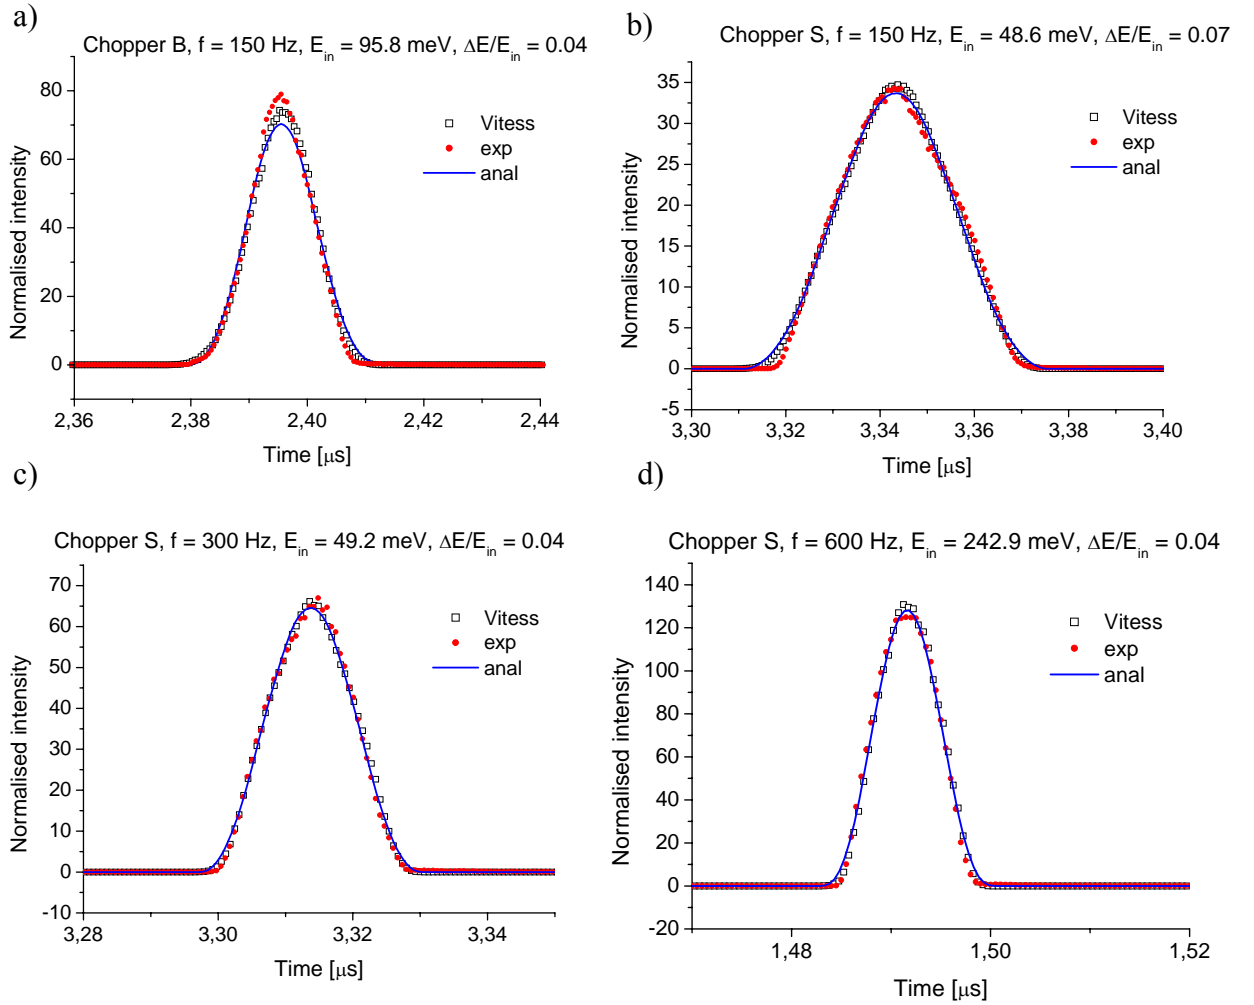 a)
Chopper B, f = 150 Hz, E_in = 95.8 meV, ΔE/E_in = 0.04
80
60
40
20
0
Normalised intensity
Vitess
exp
anal
2,36
2,38
2,40
2,42
2,44
Time [μs]
b)
Chopper S, f = 150 Hz, E_in = 48.6 meV, ΔE/E_in = 0.07
35
30
25
20
15
10
5
0
-5
Normalised intensity
Vitess
exp
anal
3,30
3,32
3,34
3,36
3,38
3,40
Time [μs]
c)
Chopper S, f = 300 Hz, E_in = 49.2 meV, ΔE/E_in = 0.04
70
60
50
40
30
20
10
0
-10
Normalised intensity
Vitess
exp
anal
3,28
3,30
3,32
3,34
Time [μs]
d)
Chopper S, f = 600 Hz, E_in = 242.9 meV, ΔE/E_in = 0.04
140
120
100
80
60
40
20
0
-20
Normalised intensity
Vitess
exp
anal
1,48
1,50
1,52
Time [μs]